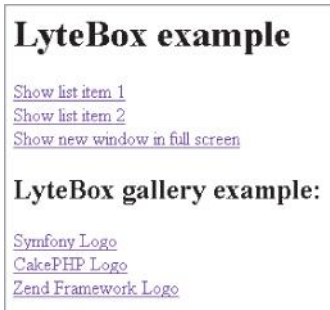 LyteBox example
Show list item 1
Show list item 2
Show new window in full screen
LyteBox gallery example:
Symfony Logo
CakePHP Logo
Zend Framework Logo